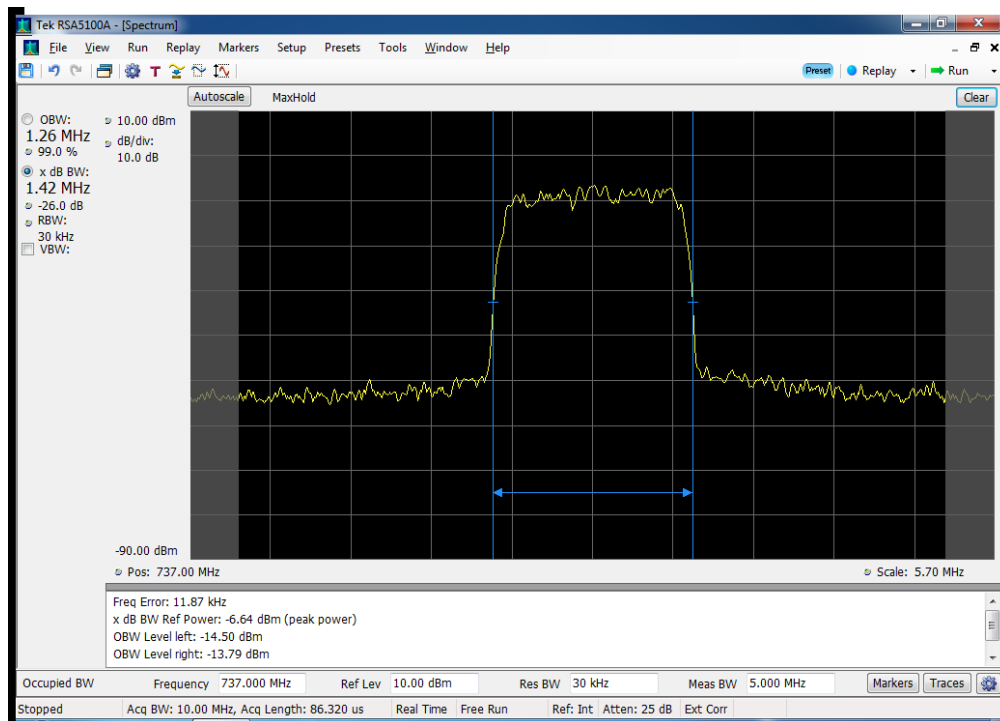 Tek RSA5100A - [Spectrum]
File View Run Replay Markers Setup Presets Tools Window Help
T Preset Replay Run
Autoscale MaxHold Clear
OBW:
1.26 MHz
99.0 %
x dB BW:
1.42 MHz
-26.0 dB
RBW:
30 kHz
VBW:
10.00 dBm
dB/div:
10.0 dB
-90.00 dBm
Pos: 737.00 MHz Scale: 5.70 MHz
Freq Error: 11.87 kHz
x dB BW Ref Power: -6.64 dBm (peak power)
OBW Level left: -14.50 dBm
OBW Level right: -13.79 dBm
Occupied BW Frequency 737.000 MHz Ref Lev 10.00 dBm Res BW 30 kHz Meas BW 5.000 MHz Markers Traces
Stopped Acq BW: 10.00 MHz, Acq Length: 86.320 us Real Time Free Run Ref: Int Atten: 25 dB Ext Corr